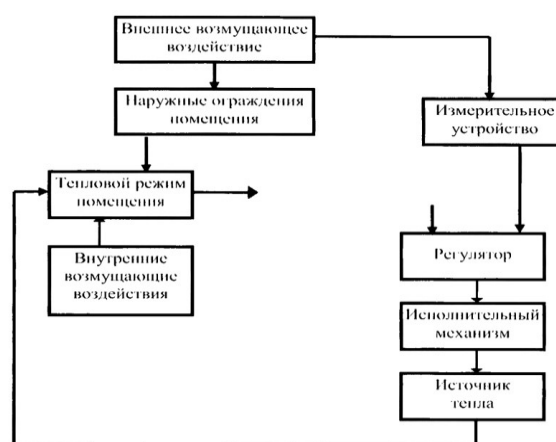 Внешнее возмущающее
воздействие
Наружные ограждения
помещения
Измерительное
устройство
Тепловой режим
помещения
Внутренние
возмущающие
воздействия
Регулятор
Исполнительный
механизм
Источник
тепла